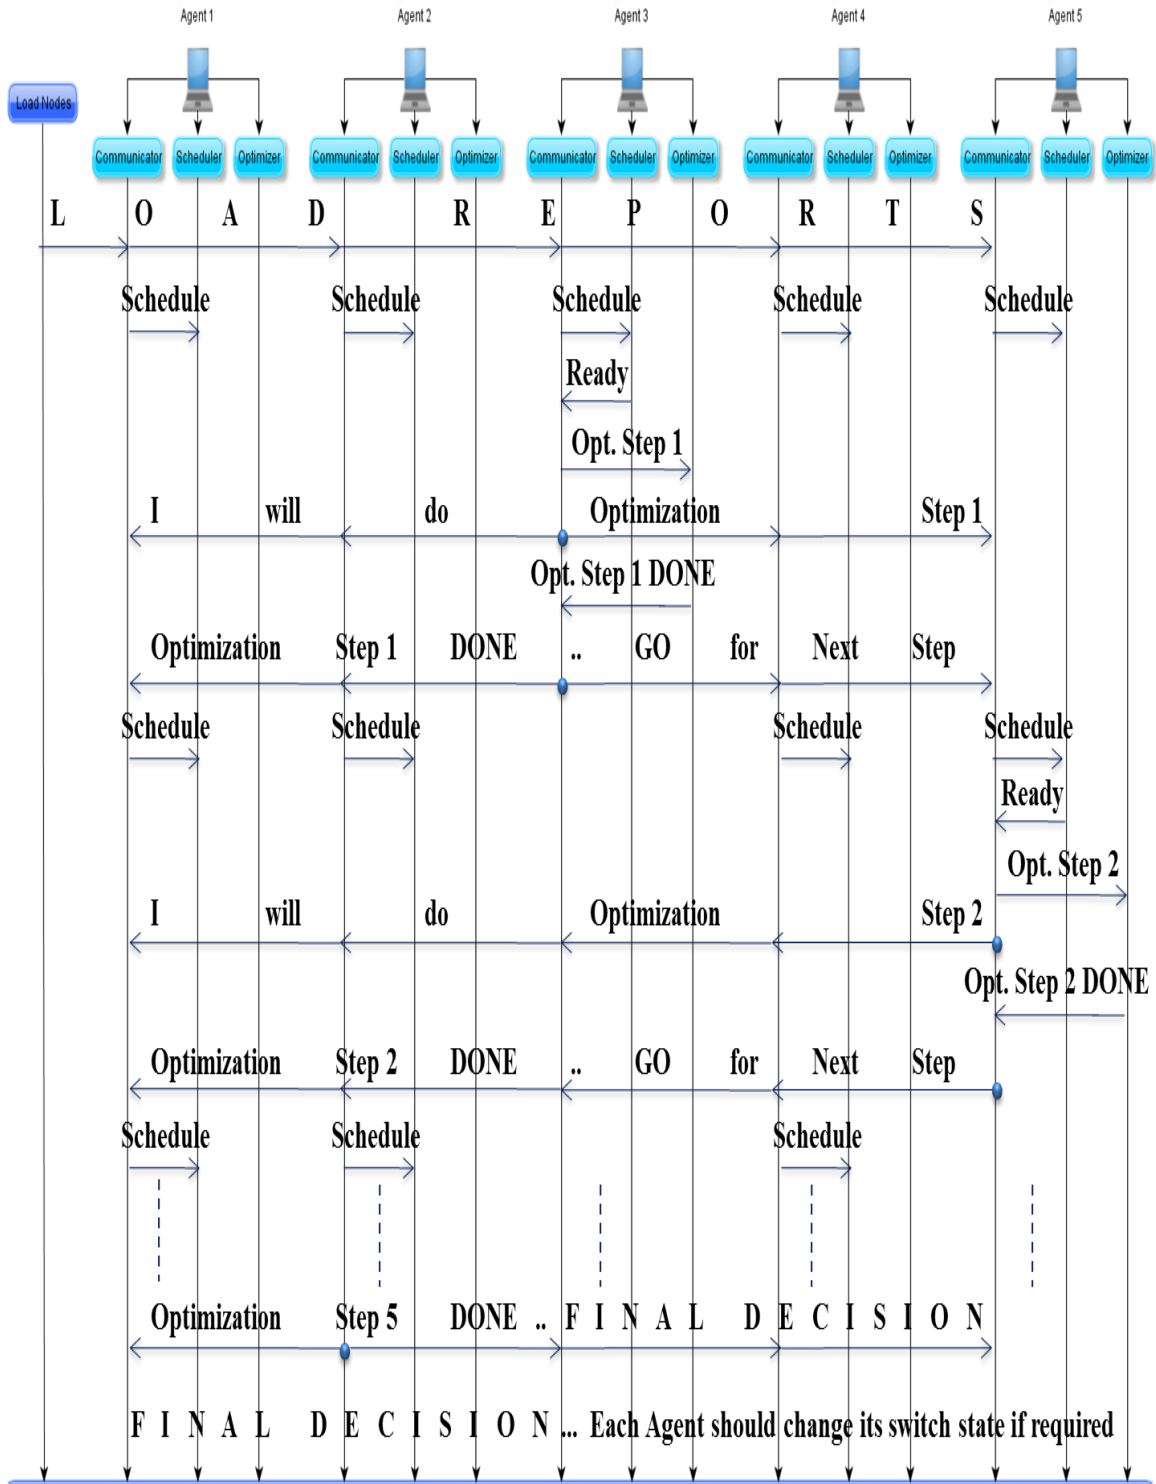 Agent 1 Agent 2 Agent 3 Agent 4 Agent 5
Load Nodes
Communicator Scheduler Optimizer Communicator Scheduler Optimizer Communicator Scheduler Optimizer Communicator Scheduler Optimizer Communicator Scheduler Optimizer
L O A D R E P O R T S
Schedule Schedule Schedule Schedule Schedule
Ready
Opt. Step 1
I will do Optimization Step 1
Opt. Step 1 DONE
Optimization Step 1 DONE .. GO for Next Step
Schedule Schedule Schedule Schedule
Ready
Opt. Step 2
I will do Optimization Step 2
Opt. Step 2 DONE
Optimization Step 2 DONE .. GO for Next Step
Schedule Schedule Schedule
Optimization Step 5 DONE .. F I N A L D E C I S I O N
F I N A L D E C I S I O N ... Each Agent should change its switch state if required